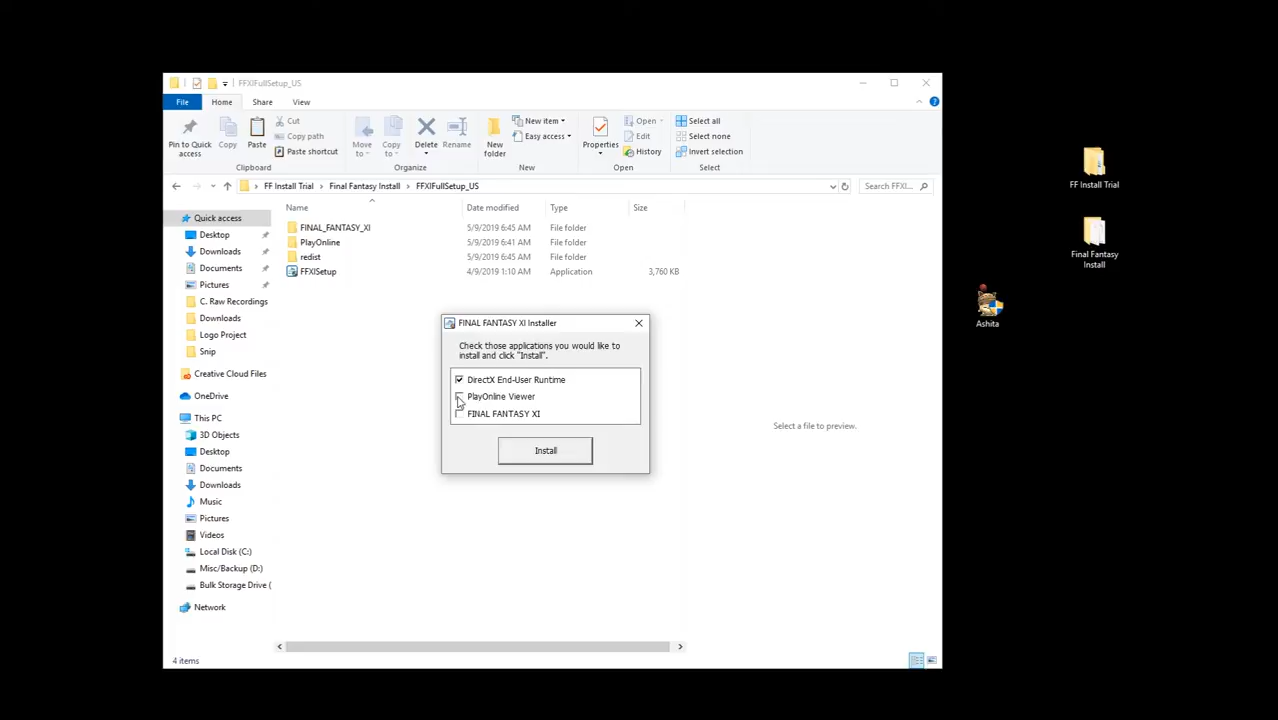 FFXIFullSetup_US
File
Home
Share
View
Pin to Quick
access
Copy
Paste
Cut
Copy path
Paste shortcut
Clipboard
Move
to
Copy
to
Delete
Rename
Organize
New
folder
New item
Easy access
New
Properties
Open
Edit
History
Open
Select all
Select none
Invert selection
Select
FF Install Trial
Final Fantasy Install
FFXIFullSetup_US
Search FFXI...
Quick access
Desktop
Downloads
Documents
Pictures
C. Raw Recordings
Downloads
Logo Project
Snip
Creative Cloud Files
OneDrive
This PC
3D Objects
Desktop
Documents
Downloads
Music
Pictures
Videos
Local Disk (C:)
Misc/Backup (D:)
Bulk Storage Drive (
Network
Name
Date modified
Type
Size
FINAL_FANTASY_XI 5/9/2019 6:45 AM File folder
PlayOnline 5/9/2019 6:41 AM File folder
redist 5/9/2019 6:45 AM File folder
FFXISetup 4/9/2019 1:10 AM Application 3,760 KB
FINAL FANTASY XI Installer
Check those applications you would like to
install and click "Install".
DirectX End-User Runtime
PlayOnline Viewer
FINAL FANTASY XI
Install
Select a file to preview.
4 items
FF Install Trial
Final Fantasy
Install
Ashita